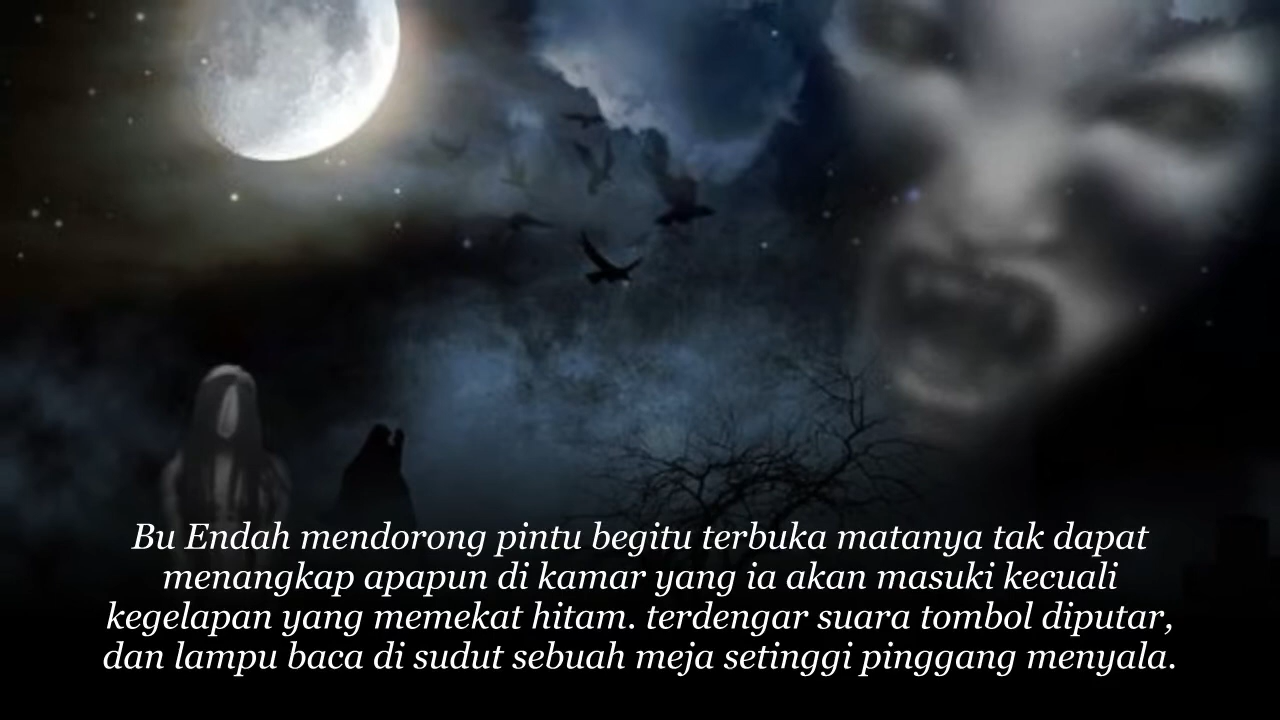 Bu Endah mendorong pintu begitu terbuka matanya tak dapat
menangkap apapun di kamar yang ia akan masuki kecuali
kegelapan yang memekat hitam. terdengar suara tombol diputar,
dan lampu baca di sudut sebuah meja setinggi pinggang menyala.